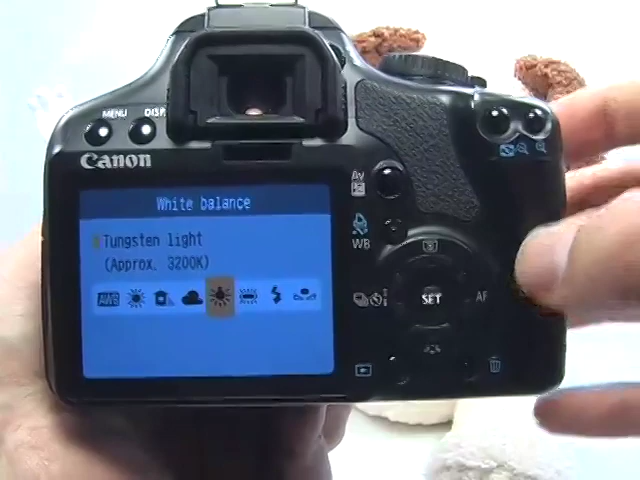 MENU DISP.
Canon
White balance
Tungsten light
(Approx. 3200K)
AWB
Av
WB
SET
AF